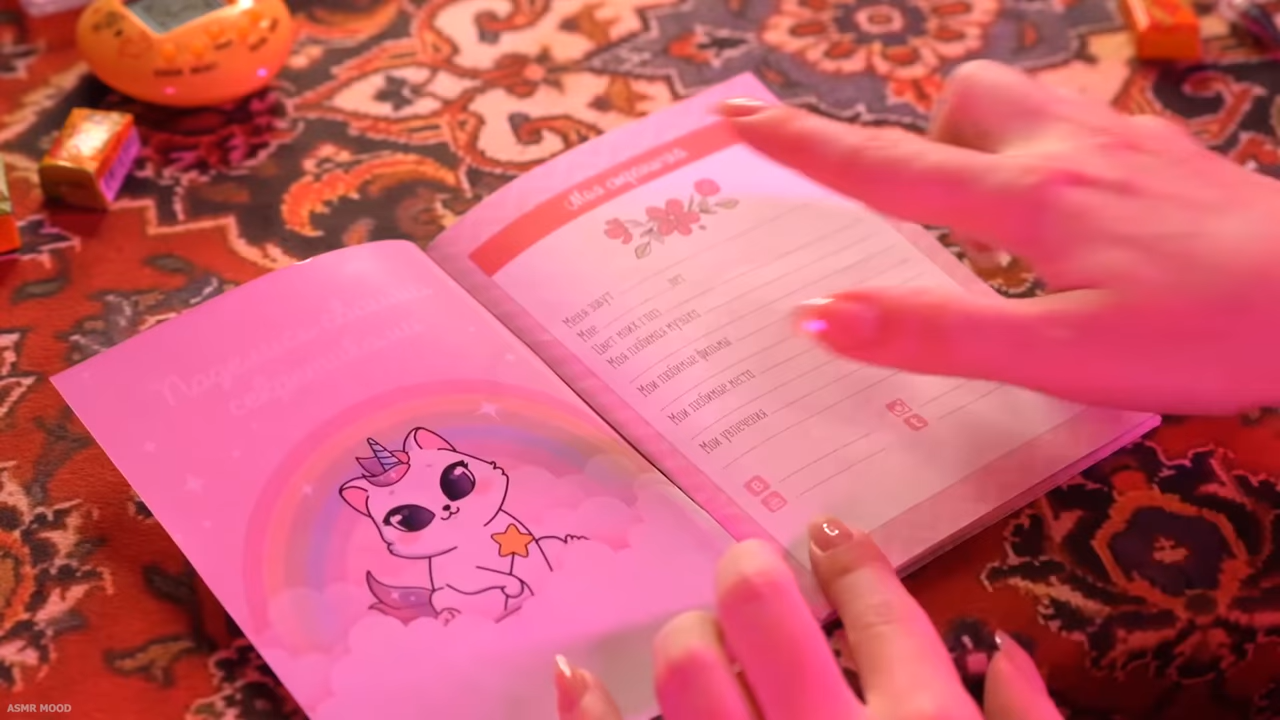 Моя страничка
Меня зовут
Мне лет
Цвет моих глаз
Моя любимая музыка
Мои любимые фильмы
Мои любимые места
Мои увлечения
ASMR MOOD